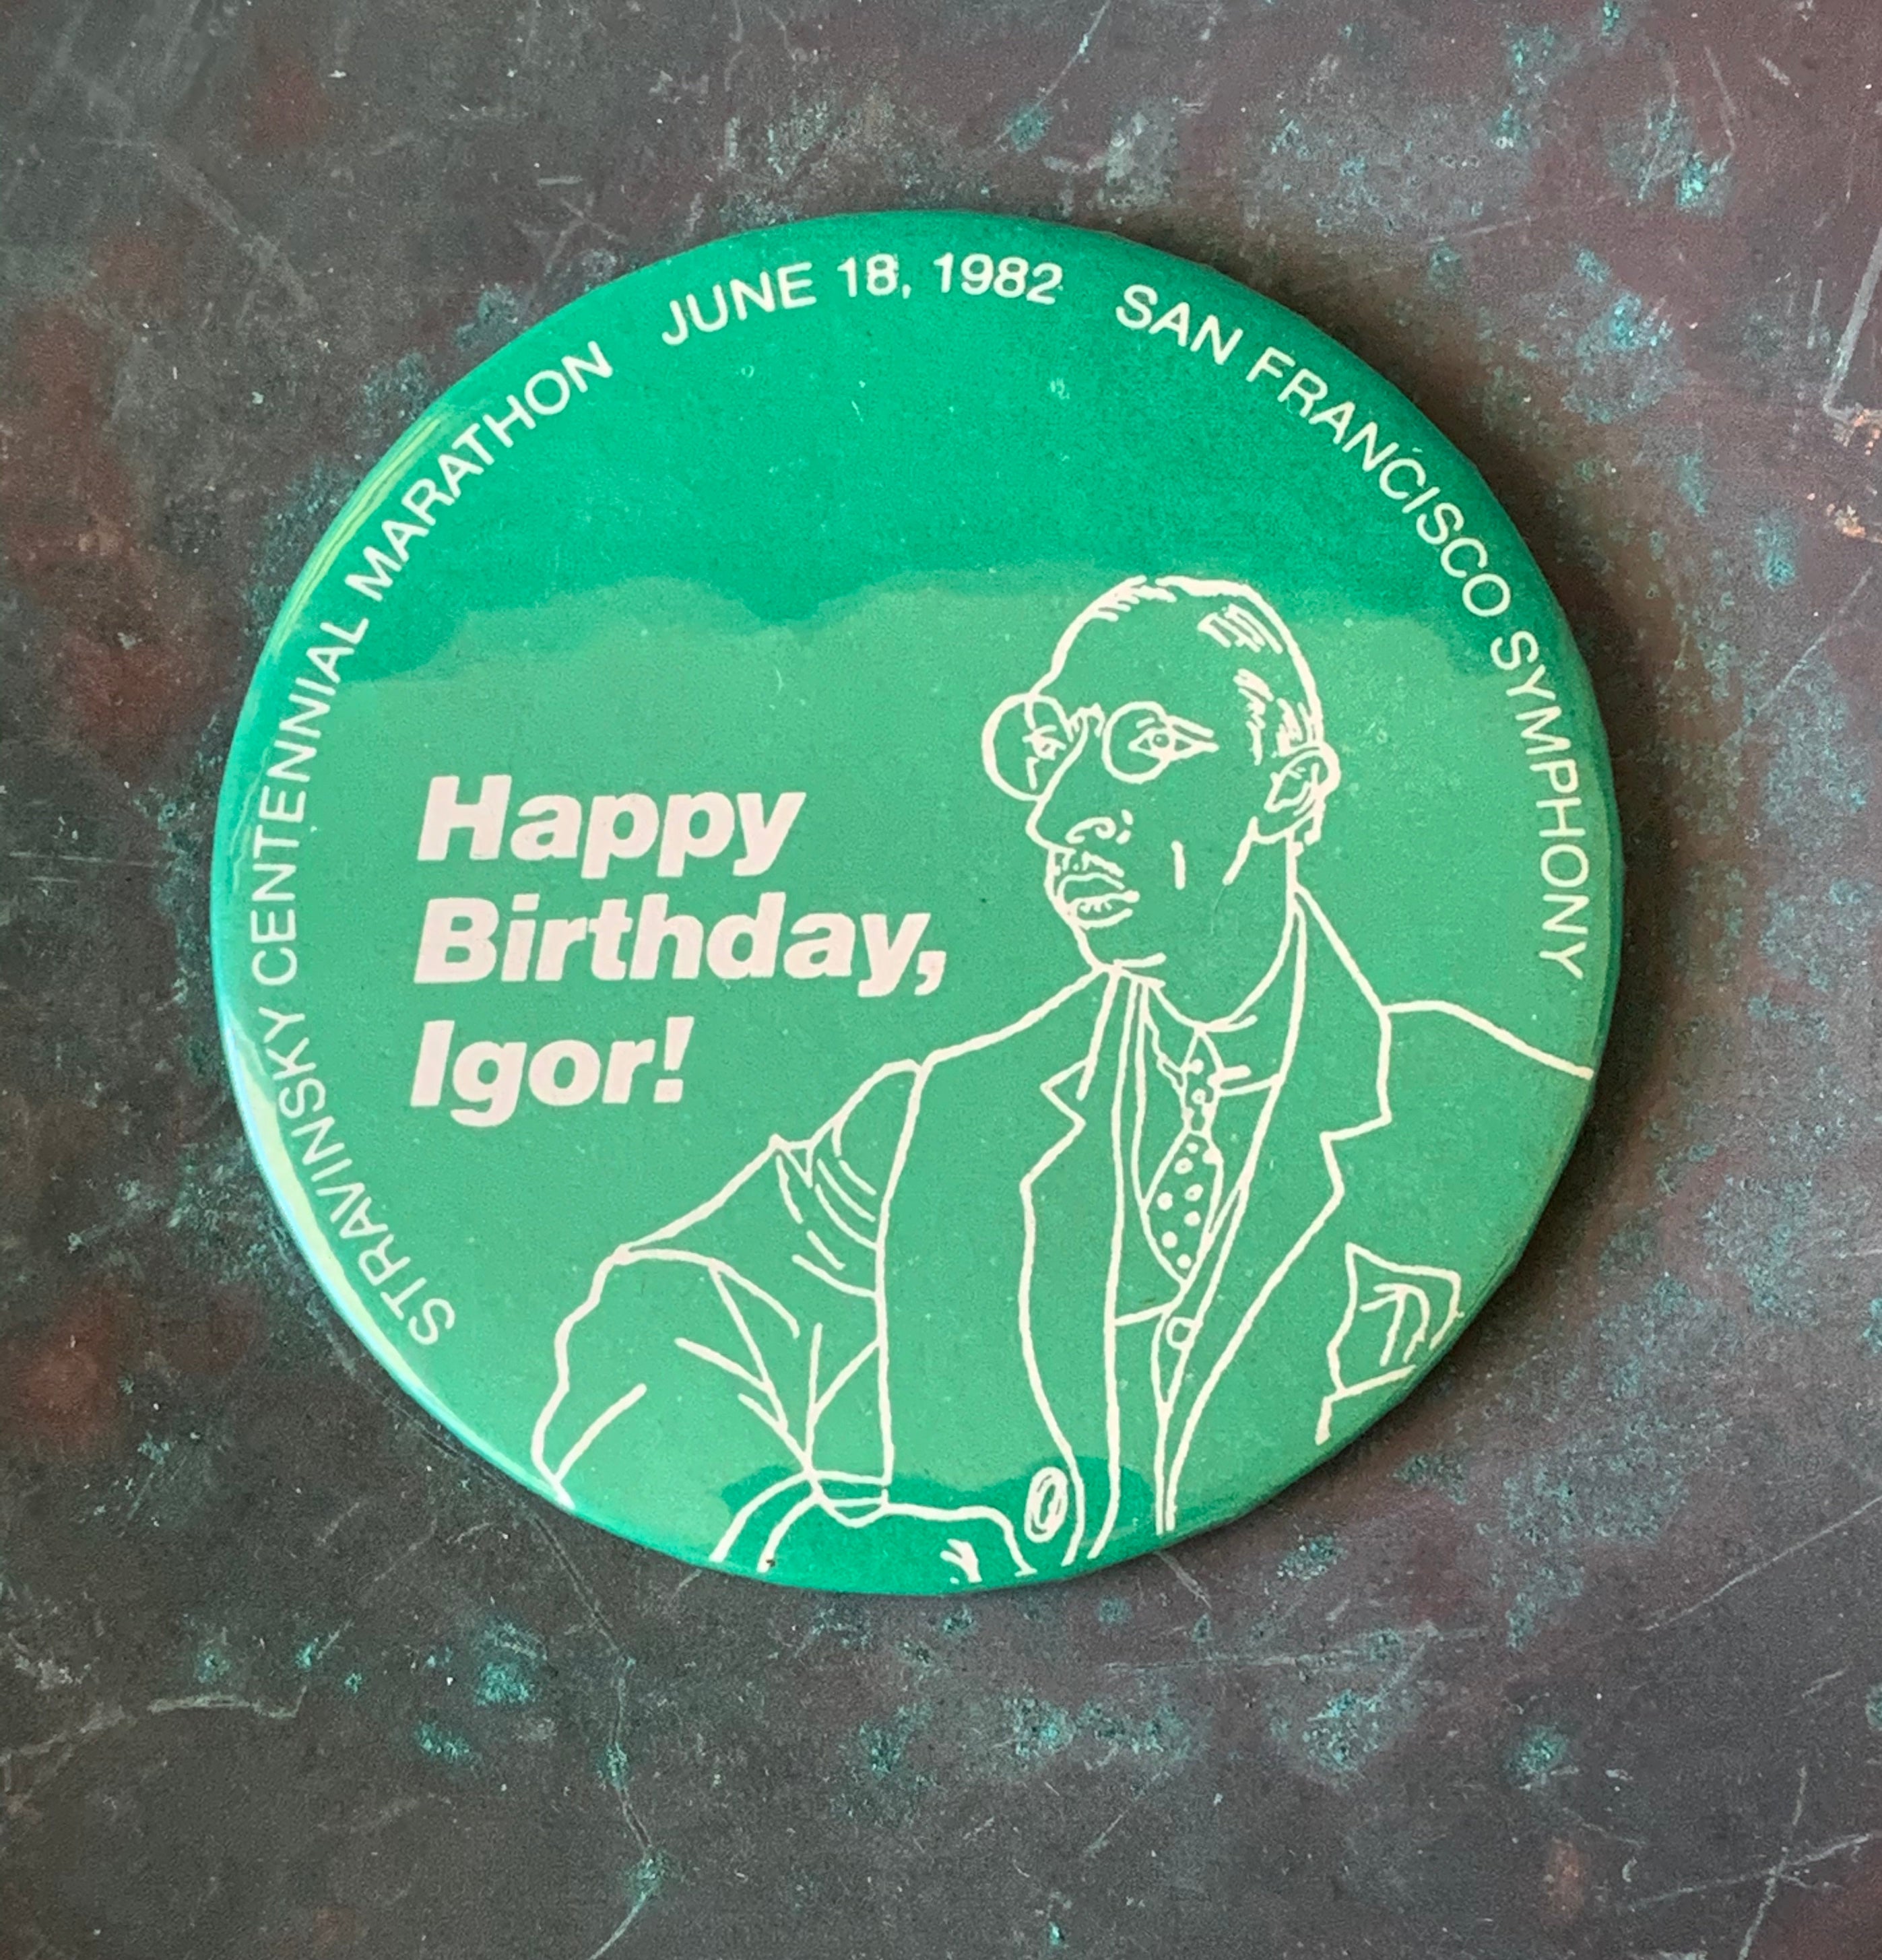 STRAVINSKY CENTENNIAL MARATHON JUNE 18, 1982 SAN FRANCISCO SYMPHONY
Happy
Birthday,
Igor!